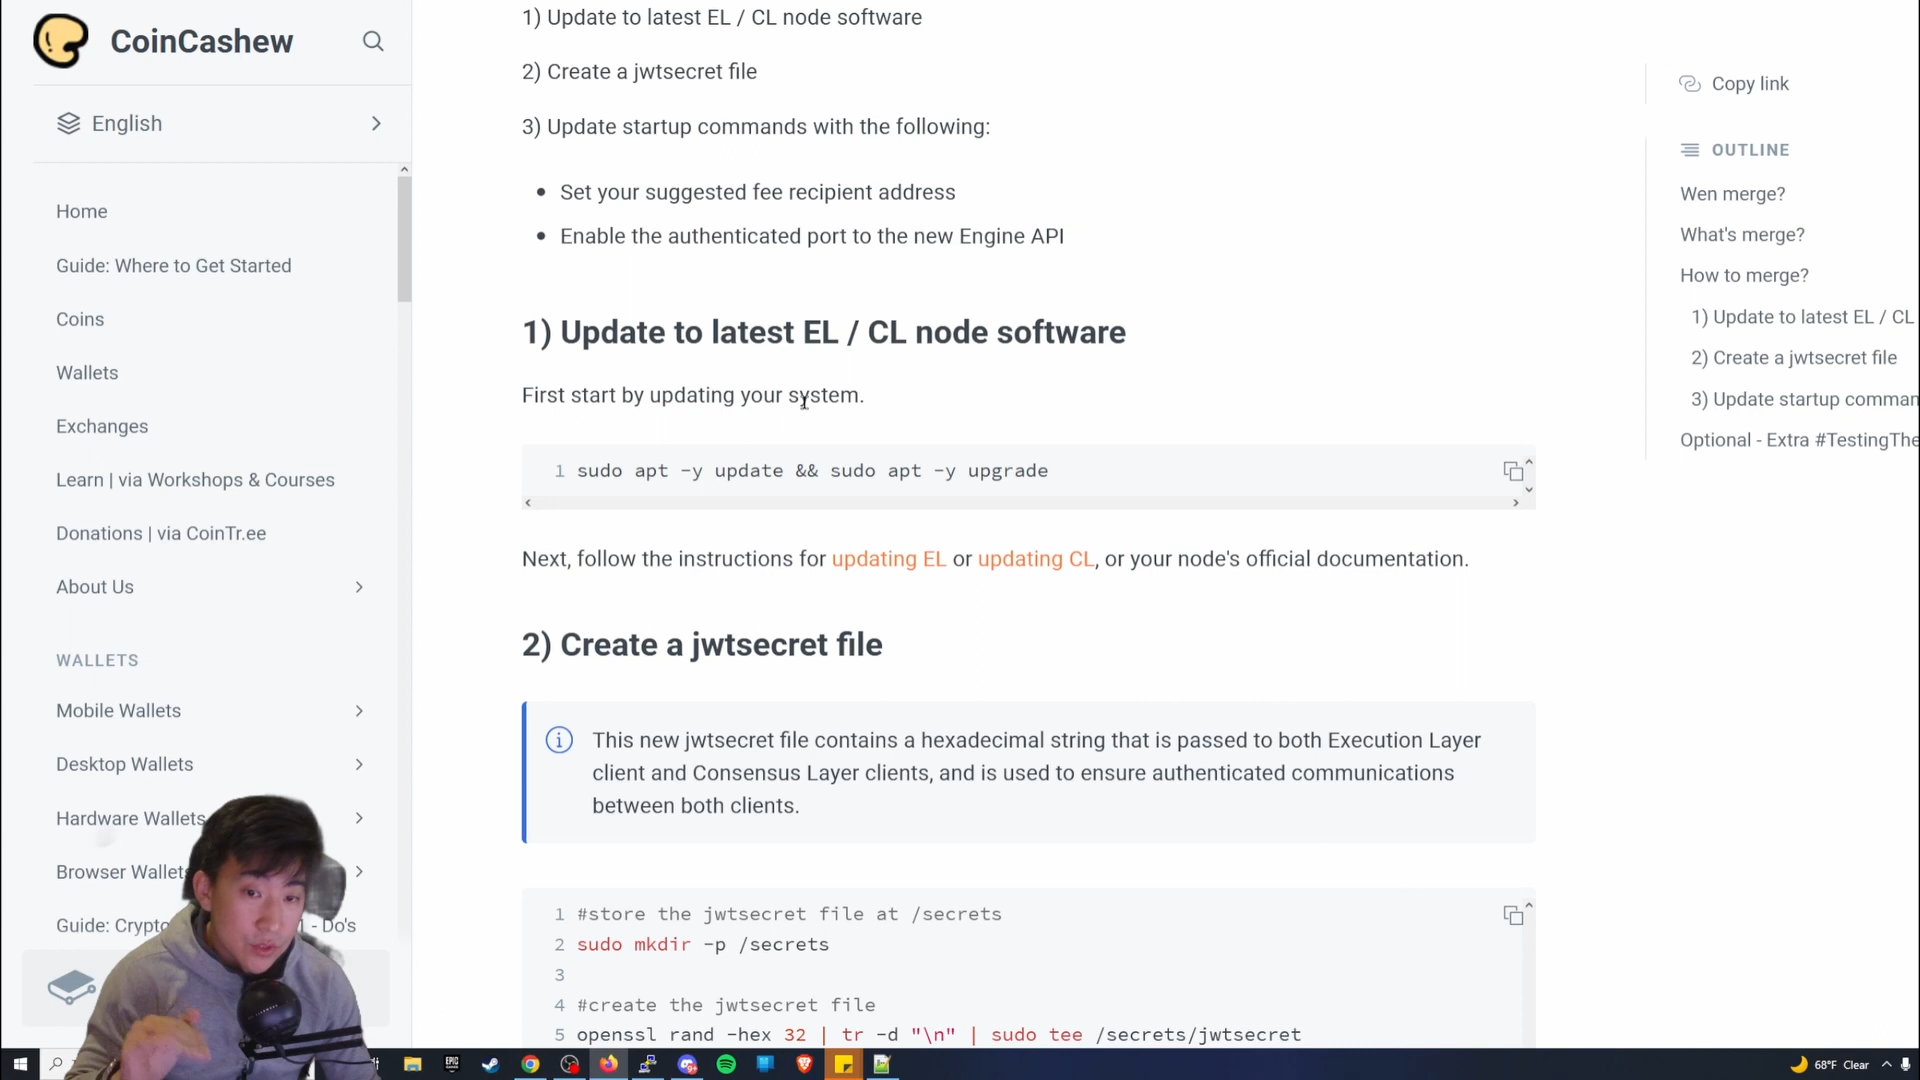 CoinCashew
English
Home
Guide: Where to Get Started
Coins
Wallets
Exchanges
Learn | via Workshops & Courses
Donations | via CoinTr.ee
About Us
WALLETS
Mobile Wallets
Desktop Wallets
Hardware Wallets
Browser Wallets
Guide: Crypto - Do's
1) Update to latest EL / CL node software
2) Create a jwtsecret file
3) Update startup commands with the following:
Set your suggested fee recipient address
Enable the authenticated port to the new Engine API
1) Update to latest EL / CL node software
First start by updating your system.
1 sudo apt -y update && sudo apt -y upgrade
Next, follow the instructions for updating EL or updating CL, or your node's official documentation.
2) Create a jwtsecret file
This new jwtsecret file contains a hexadecimal string that is passed to both Execution Layer
client and Consensus Layer clients, and is used to ensure authenticated communications
between both clients.
1 #store the jwtsecret file at /secrets
2 sudo mkdir -p /secrets
3
4 #create the jwtsecret file
5 openssl rand -hex 32 | tr -d "\n" | sudo tee /secrets/jwtsecret
Copy link
OUTLINE
Wen merge?
What's merge?
How to merge?
1) Update to latest EL / CL
2) Create a jwtsecret file
3) Update startup comman
Optional - Extra #TestingThe
68°F Clear